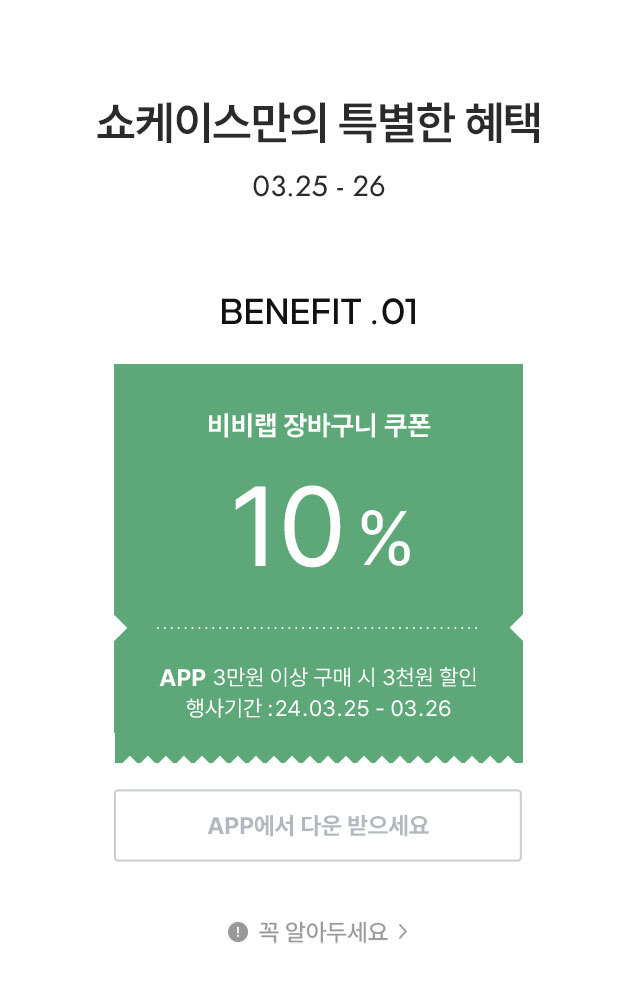 쇼케이스만의 특별한 혜택
03.25 - 26
BENEFIT .01
비비랩 장바구니 쿠폰
10 %
APP 3만원 이상 구매 시 3천원 할인
행사기간 :24.03.25 - 03.26
APP에서 다운 받으세요
꼭 알아두세요